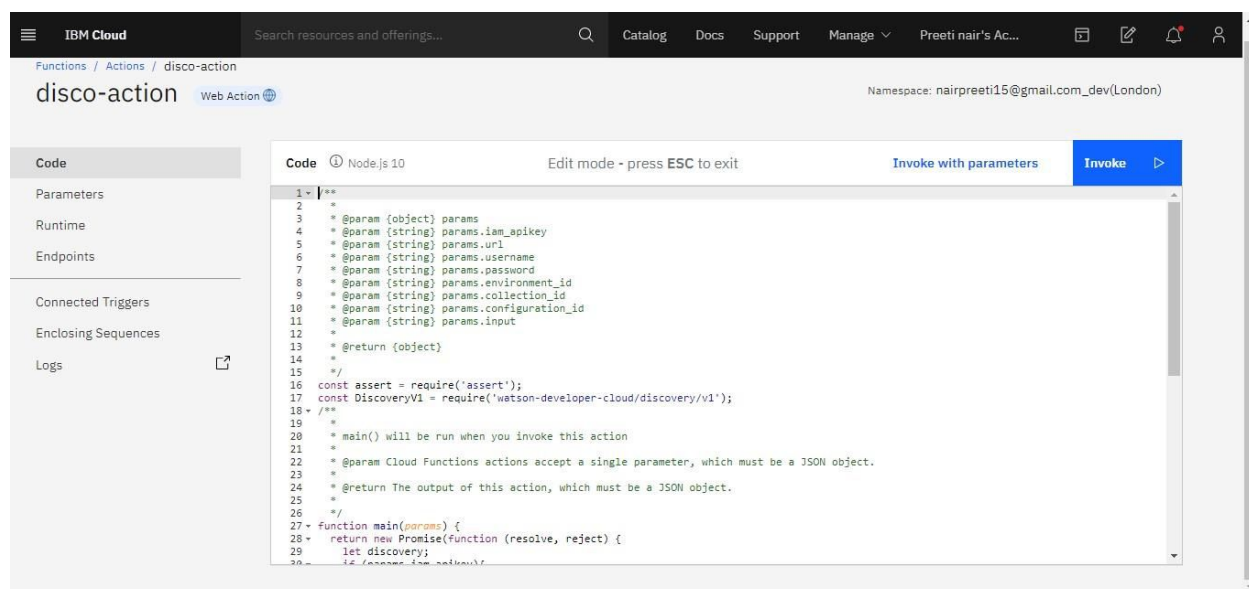 IBM Cloud
Search resources and offerings...
Catalog
Docs
Support
Manage
Preeti nair's Ac...
Functions / Actions / disco-action
disco-action
Web Action
Namespace: nairpreeti15@gmail.com_dev(London)
Code
Parameters
Runtime
Endpoints
Connected Triggers
Enclosing Sequences
Logs
Code
Node.js 10
Edit mode - press ESC to exit
Invoke with parameters
Invoke
1 /**
2 *
3 * @param {object} params
4 * @param {string} params.iam_apikey
5 * @param {string} params.url
6 * @param {string} params.username
7 * @param {string} params.password
8 * @param {string} params.environment_id
9 * @param {string} params.collection_id
10 * @param {string} params.configuration_id
11 * @param {string} params.input
12 *
13 * @return {object}
14 *
15 */
16 const assert = require('assert');
17 const DiscoveryV1 = require('watson-developer-cloud/discovery/v1');
18 /**
19 *
20 * main() will be run when you invoke this action
21 *
22 * @param Cloud Functions actions accept a single parameter, which must be a JSON object.
23 *
24 * @return The output of this action, which must be a JSON object.
25 *
26 */
27 function main(params) {
28 return new Promise(function (resolve, reject) {
29 let discovery;
30 if (params.iam_apikey){